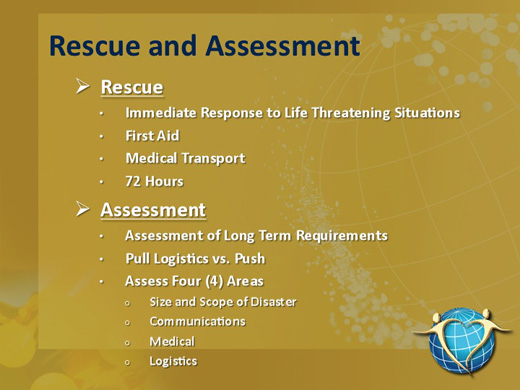 Rescue and Assessment
Rescue
Immediate Response to Life Threatening Situations
First Aid
Medical Transport
72 Hours
Assessment
Assessment of Long Term Requirements
Pull Logistics vs. Push
Assess Four (4) Areas
Size and Scope of Disaster
Communications
Medical
Logistics